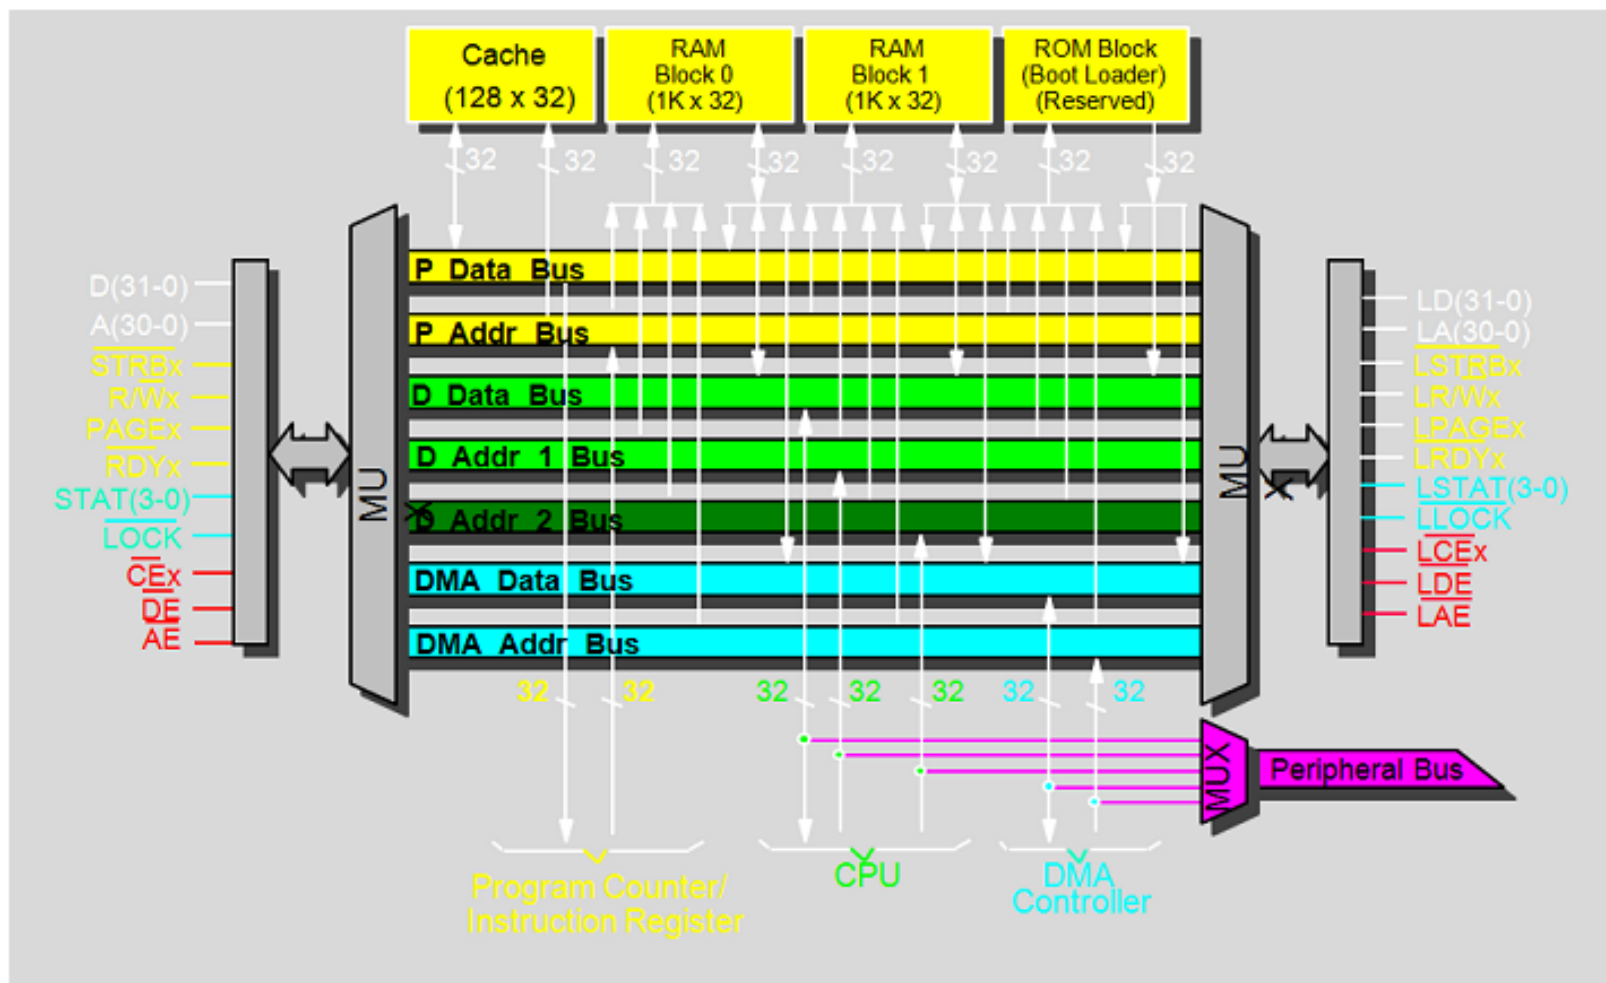 Cache
(128 x 32)
RAM
Block 0
(1K x 32)
RAM
Block 1
(1K x 32)
ROM Block
(Boot Loader)
(Reserved)
32
32
32
32
32
32
32
32
P Data Bus
P Addr Bus
D Data Bus
D Addr 1 Bus
D Addr 2 Bus
DMA Data Bus
DMA Addr Bus
D(31-0)
A(30-0)
STRBx
R/Wx
PAGEx
RDYx
STAT(3-0)
LOCK
CEx
DE
AE
MU
X
MU
X
LD(31-0)
LA(30-0)
LSTRBx
LR/Wx
LPAGEx
LRDYx
LSTAT(3-0)
LLOCK
LCEx
LDE
LAE
32
32
32
32
32
32
32
MUX
Peripheral Bus
Program Counter/
Instruction Register
CPU
DMA
Controller